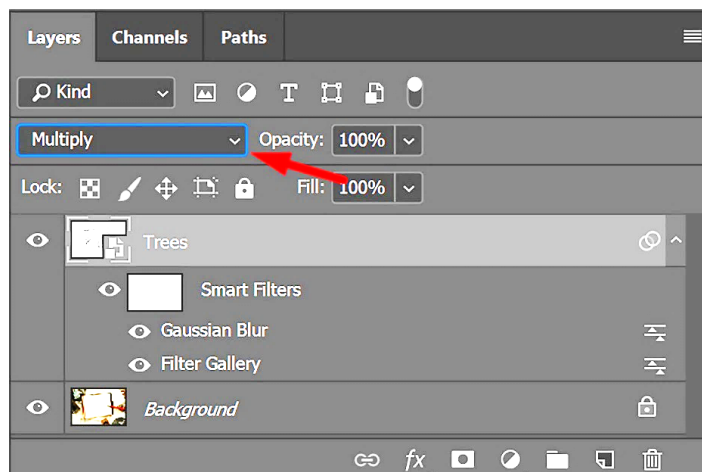 Layers Channels Paths
Kind T
Multiply Opacity: 100%
Lock: Fill: 100%
Trees
Smart Filters
Gaussian Blur
Filter Gallery
Background
fx